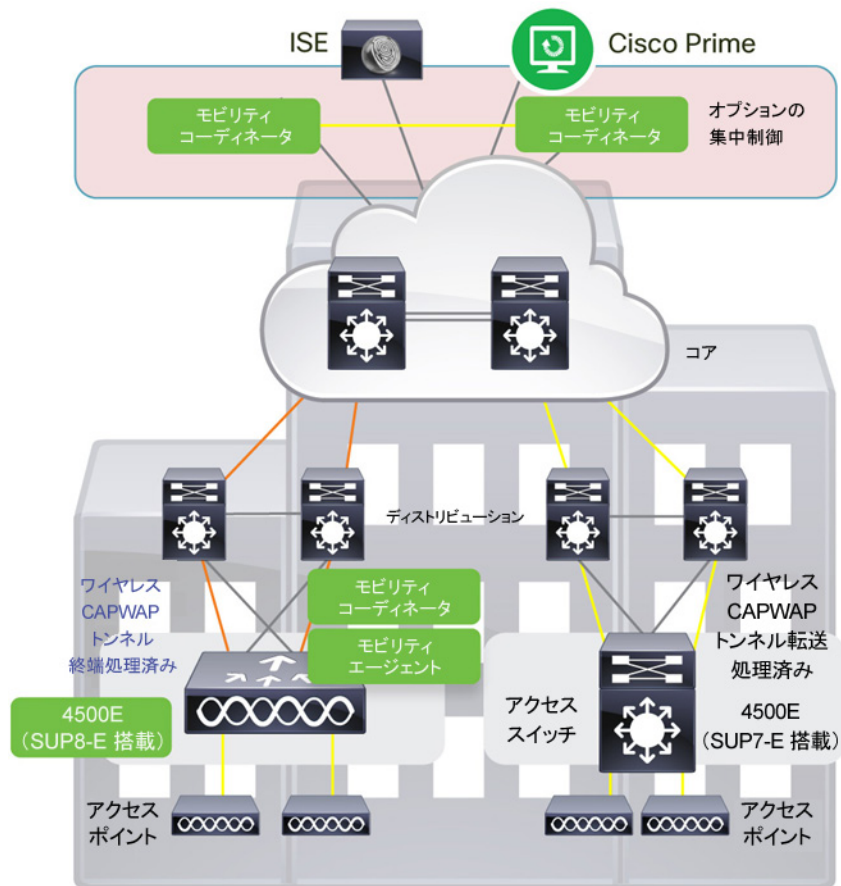 ISE
Cisco Prime
モビリティ
コーディネータ
モビリティ
コーディネータ
オプションの
集中制御
コア
ディストリビューション
ワイヤレス
CAPWAP
トンネル
終端処理済み
モビリティ
コーディネータ
モビリティ
エージェント
ワイヤレス
CAPWAP
トンネル転送
処理済み
4500E
（SUP8-E 搭載）
アクセス
スイッチ
4500E
（SUP7-E 搭載）
アクセス
ポイント
アクセス
ポイント